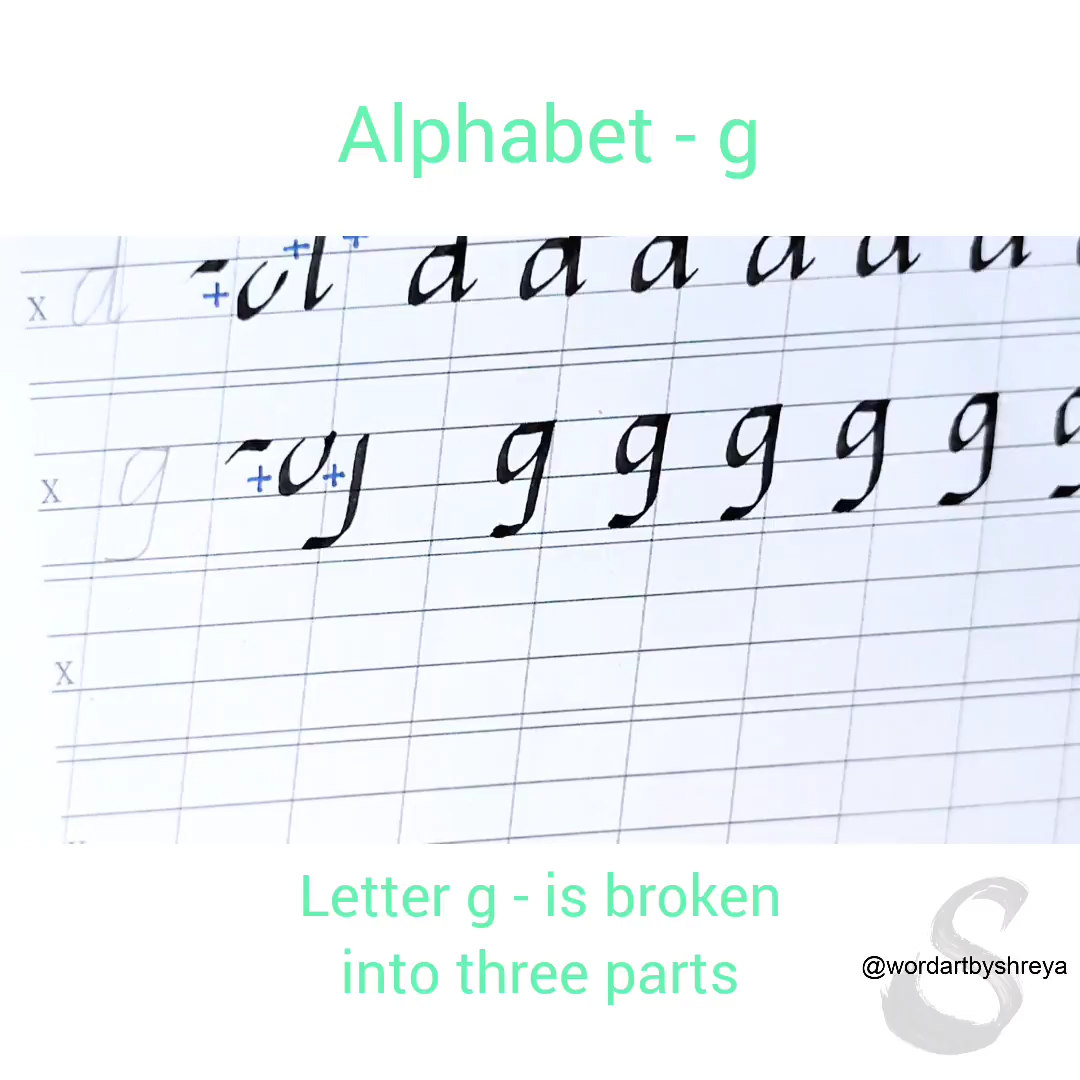 Alphabet - g
x d d d d d d d
x g g g g g g g
x
Letter g - is broken
into three parts
@wordartbyshreya